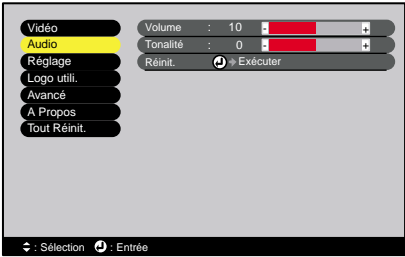 Vidéo
Audio
Réglage
Logo utili.
Avancé
A Propos
Tout Réinit.
Volume : 10 - +
Tonalité : 0 - +
Réinit. Exécuter
: Sélection : Entrée